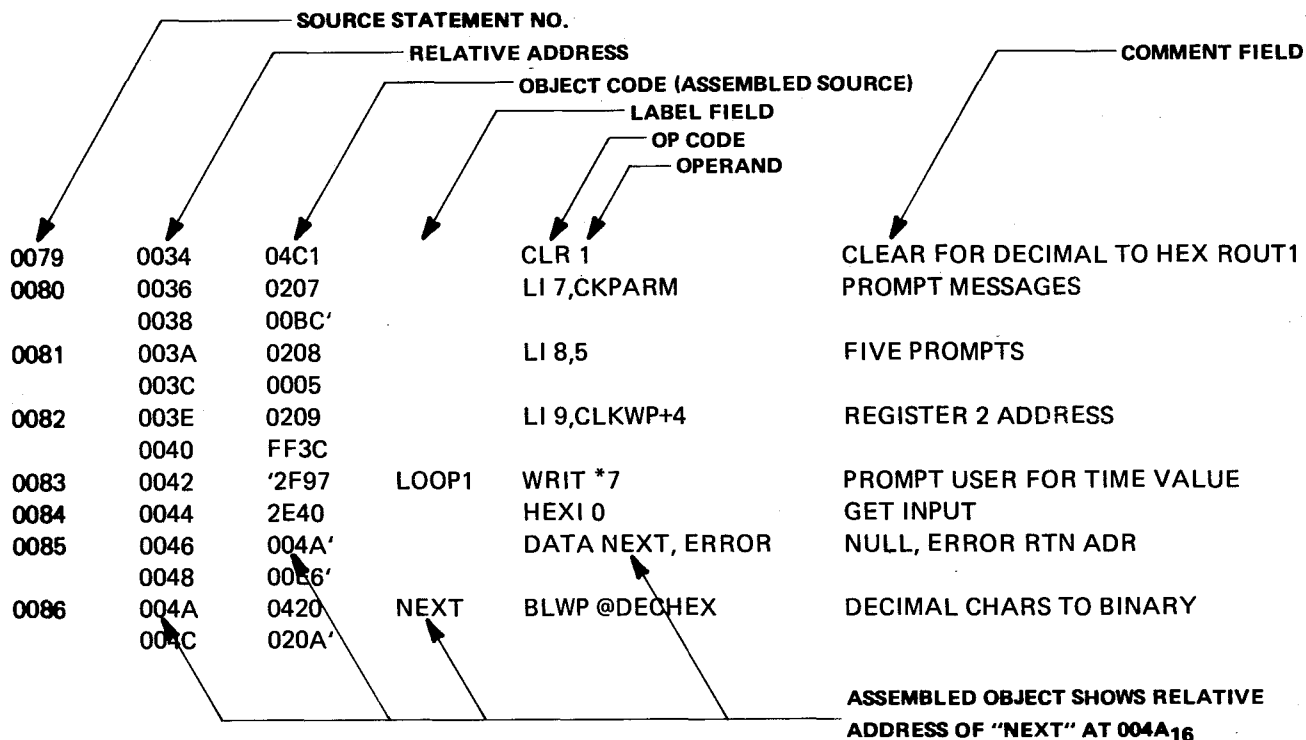 SOURCE STATEMENT NO.
RELATIVE ADDRESS
COMMENT FIELD
OBJECT CODE (ASSEMBLED SOURCE)
LABEL FIELD
OP CODE
OPERAND
0079 0034 04C1 CLR 1 CLEAR FOR DECIMAL TO HEX ROUT1
0080 0036 0207 LI 7,CKPARM PROMPT MESSAGES
0038 00BC'
0081 003A 0208 LI 8,5 FIVE PROMPTS
003C 0005
0082 003E 0209 LI 9,CLKWP+4 REGISTER 2 ADDRESS
0040 FF3C
0083 0042 '2F97 LOOP1 WRIT *7 PROMPT USER FOR TIME VALUE
0084 0044 2E40 HEXI 0 GET INPUT
0085 0046 004A' DATA NEXT, ERROR NULL, ERROR RTN ADR
0048 00E6'
0086 004A 0420 NEXT BLWP @DECHEX DECIMAL CHARS TO BINARY
004C 020A'
ASSEMBLED OBJECT SHOWS RELATIVE
ADDRESS OF "NEXT" AT 004A16